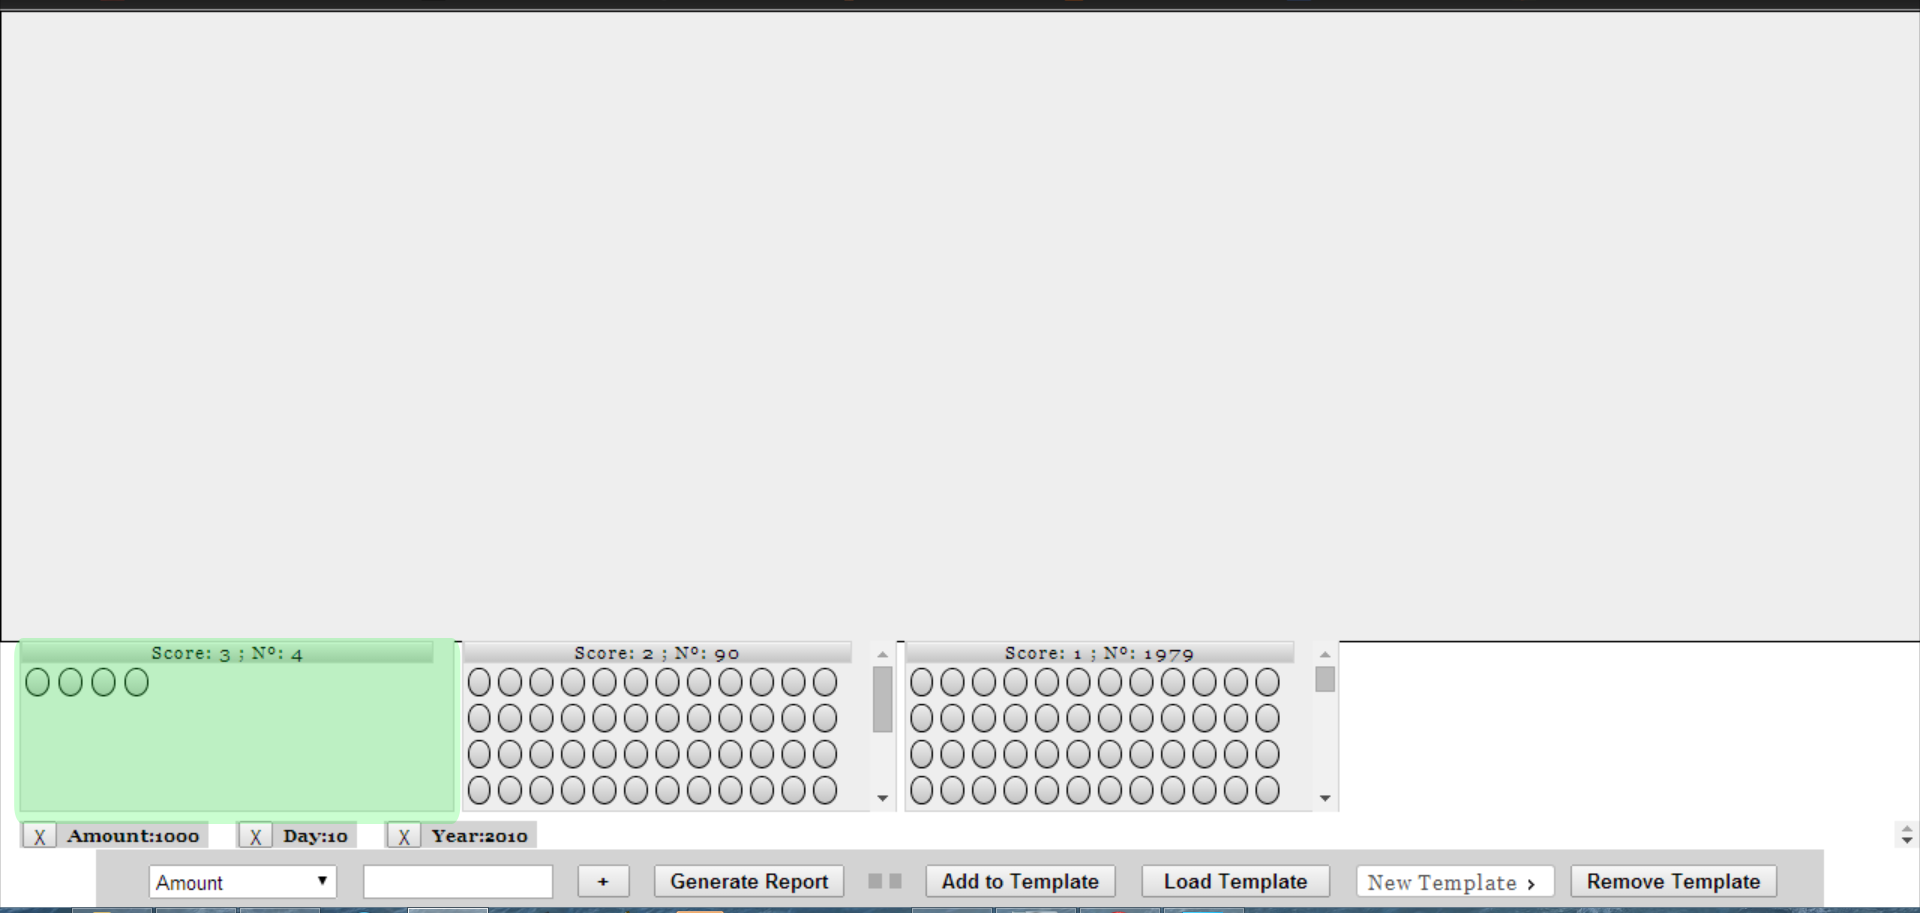 Score: 3 ; Nº: 4
Score: 2 ; Nº: 90
Score: 1 ; Nº: 1979
X Amount:1000 X Day:10 X Year:2010
Amount + Generate Report Add to Template Load Template New Template > Remove Template